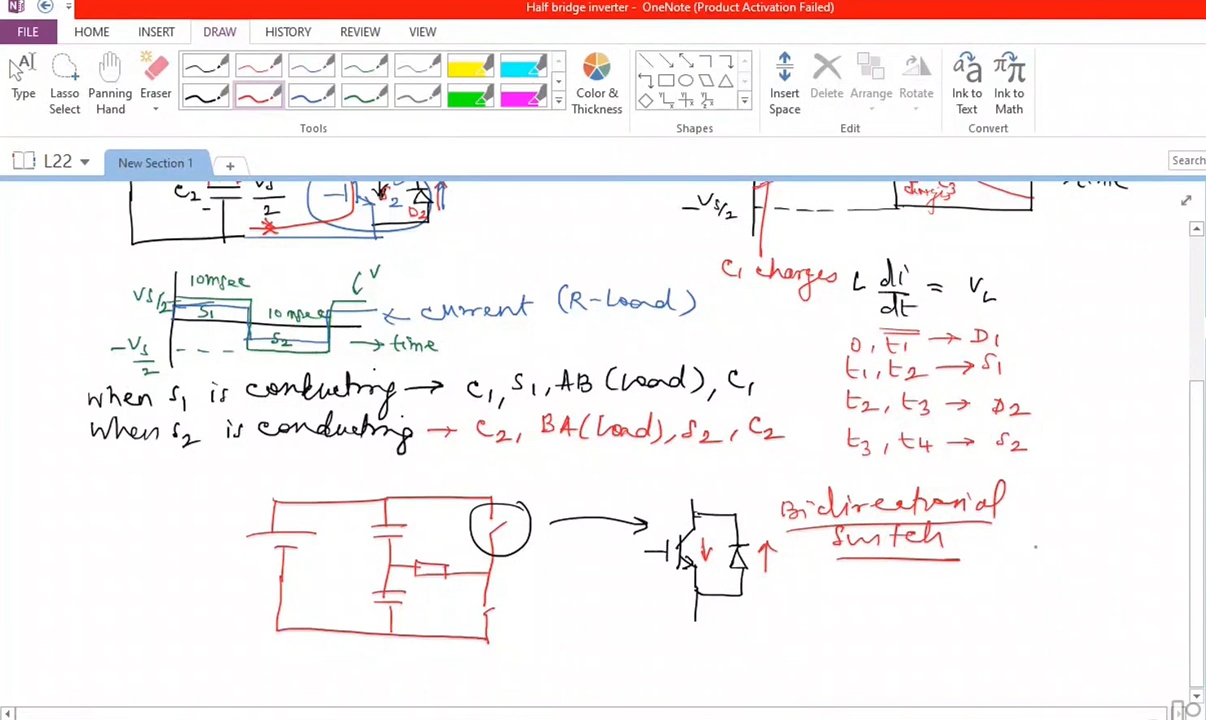 Half bridge inverter - OneNote (Product Activation Failed)
FILE HOME INSERT DRAW HISTORY REVIEW VIEW
Type Lasso Select Panning Hand Eraser Color & Thickness Insert Space Delete Arrange Rotate Ink to Text Ink to Math
Tools Shapes Edit Convert
L22 New Section 1 + Search
C2 Vs/2 S2 D2
-Vs/2 charges time
C1 charges L di/dt = VL
10msec V
Vs/2 S1 10msec current (R-Load)
-Vs/2 S2 → time
0, t1 → D1
t1, t2 → S1
t2, t3 → D2
t3, t4 → S2
when S1 is conducting → C1, S1, AB (Load), C1
when S2 is conducting → C2, BA(Load), S2, C2
Bidirectional
Switch